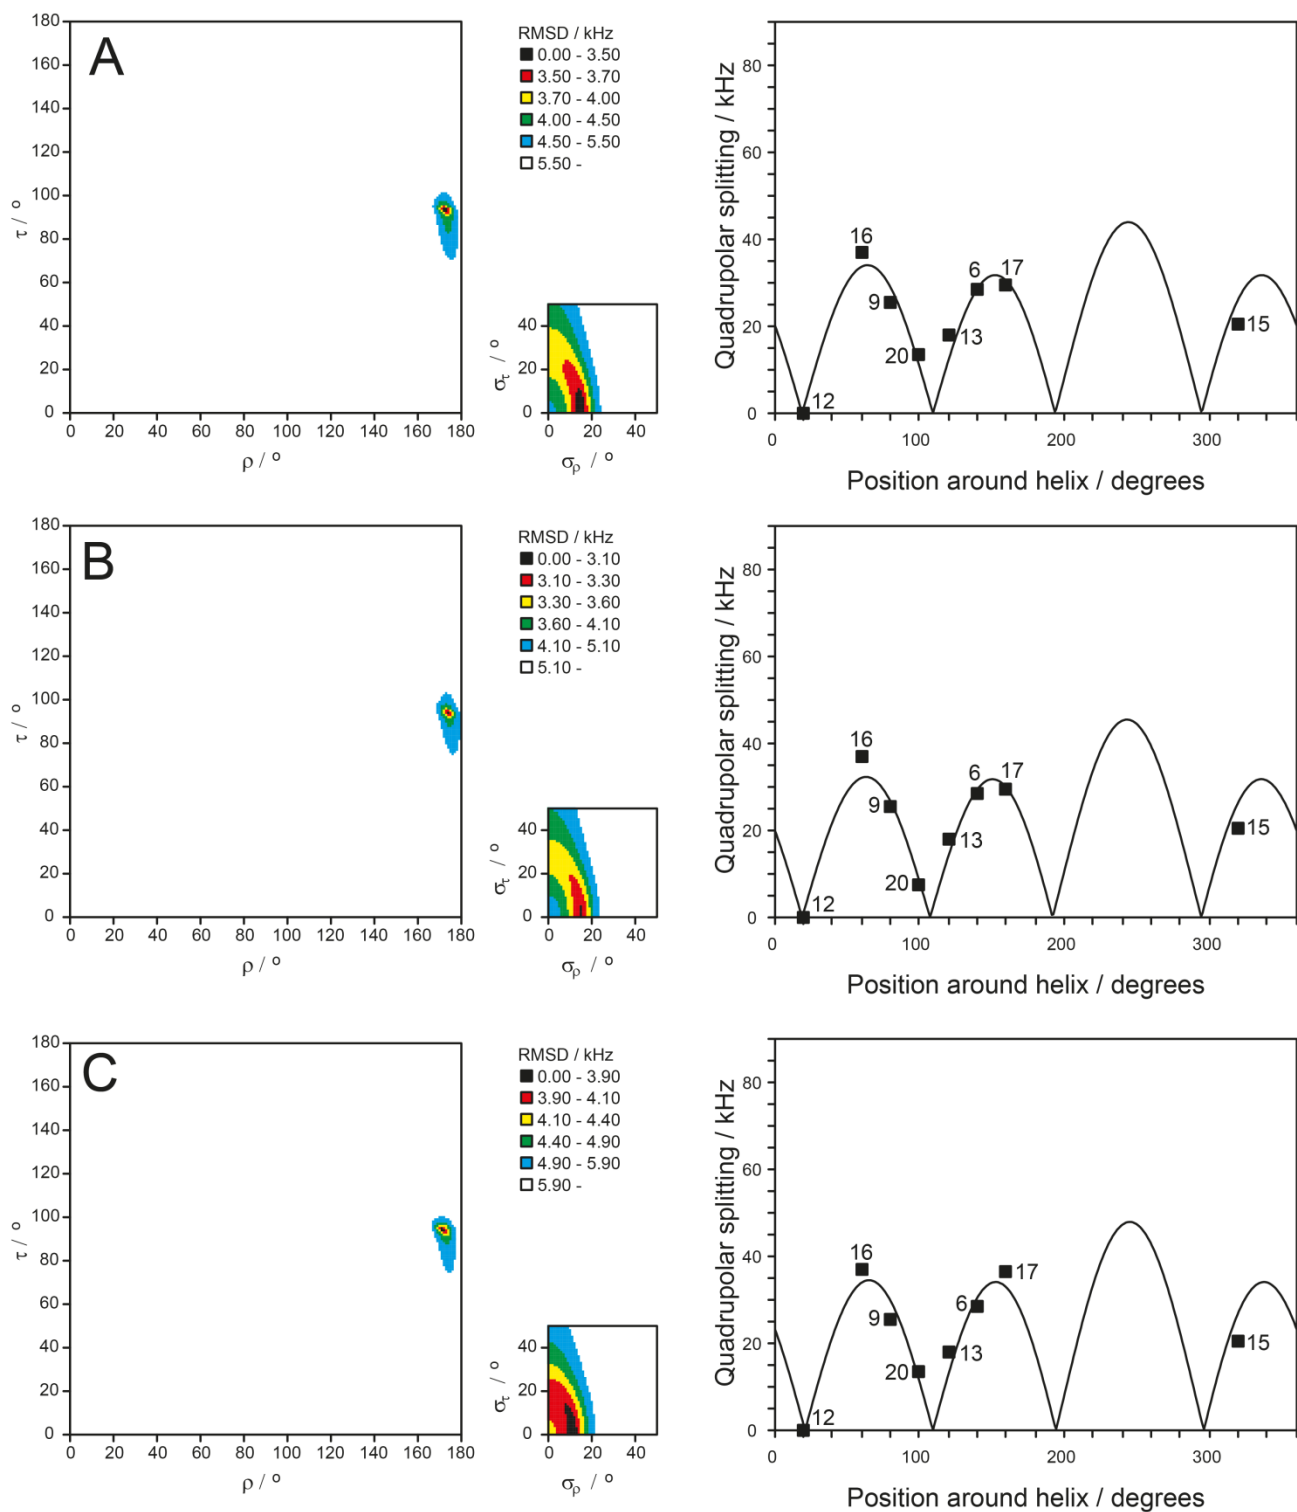 A
180
160
140
120
100
80
60
40
20
0
τ / °
0 20 40 60 80 100 120 140 160 180
ρ / °
RMSD / kHz
0.00 - 3.50
3.50 - 3.70
3.70 - 4.00
4.00 - 4.50
4.50 - 5.50
5.50 -
40
20
0
στ / °
0 20 40
σρ / °
Quadrupolar splitting / kHz
80
60
40
20
0
16
9
20
12
13
6
17
15
0 100 200 300
Position around helix / degrees
B
180
160
140
120
100
80
60
40
20
0
τ / °
0 20 40 60 80 100 120 140 160 180
ρ / °
RMSD / kHz
0.00 - 3.10
3.10 - 3.30
3.30 - 3.60
3.60 - 4.10
4.10 - 5.10
5.10 -
40
20
0
στ / °
0 20 40
σρ / °
Quadrupolar splitting / kHz
80
60
40
20
0
16
9
20
12
13
6
17
15
0 100 200 300
Position around helix / degrees
C
180
160
140
120
100
80
60
40
20
0
τ / °
0 20 40 60 80 100 120 140 160 180
ρ / °
RMSD / kHz
0.00 - 3.90
3.90 - 4.10
4.10 - 4.40
4.40 - 4.90
4.90 - 5.90
5.90 -
40
20
0
στ / °
0 20 40
σρ / °
Quadrupolar splitting / kHz
80
60
40
20
0
16
9
20
12
13
6
17
15
0 100 200 300
Position around helix / degrees